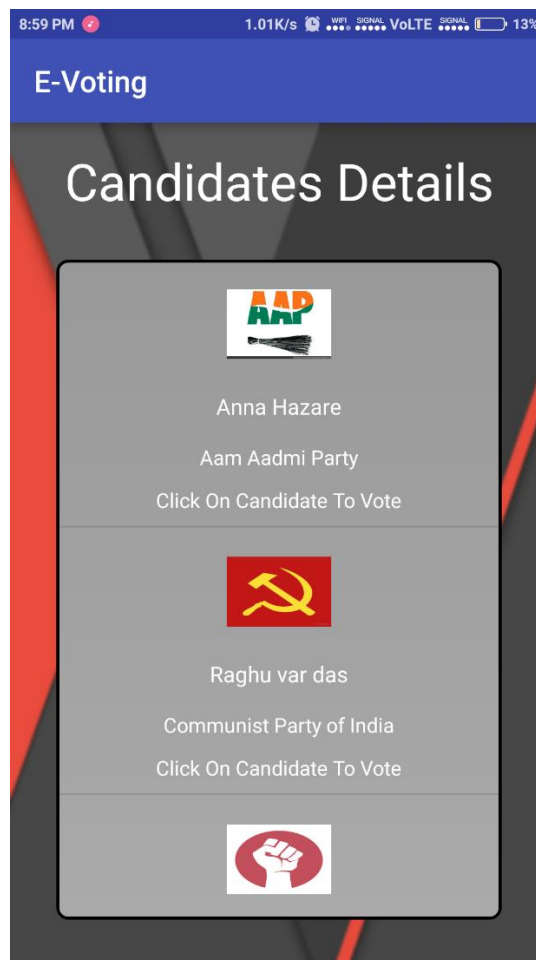 8:59 PM 1.01K/s WIFI SIGNAL VoLTE SIGNAL 13%
E-Voting
Candidates Details
AAP
Anna Hazare
Aam Aadmi Party
Click On Candidate To Vote
Raghu var das
Communist Party of India
Click On Candidate To Vote